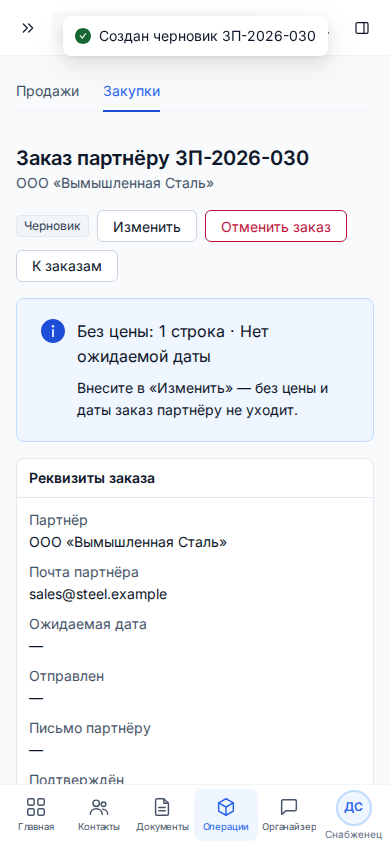 Создан черновик ЗП-2026-030
Продажи
Закупки
Заказ партнёру ЗП-2026-030
ООО «Вымышленная Сталь»
Черновик
Изменить
Отменить заказ
К заказам
Без цены: 1 строка · Нет
ожидаемой даты
Внесите в «Изменить» — без цены и
даты заказ партнёру не уходит.
Реквизиты заказа
Партнёр
ООО «Вымышленная Сталь»
Почта партнёра
sales@steel.example
Ожидаемая дата
—
Отправлен
—
Письмо партнёру
—
Подтверждён
Главная
Контакты
Документы
Операции
Органайзер
ДС
Снабженец